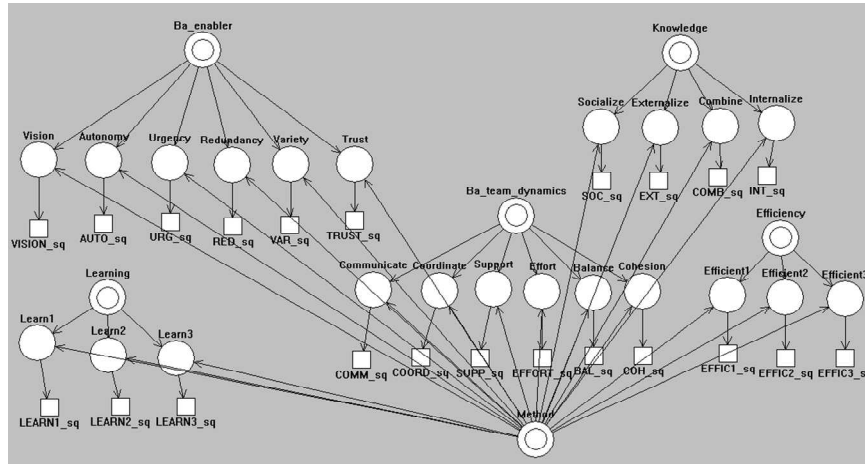 Ba_enabler
Knowledge
Socialize Externalize Combine Internalize
Vision Autonomy Urgency Redundancy Variety Trust
SOC_sq EXT_sq COMB_sq INT_sq
Ba_team_dynamics
VISION_sq AUTO_sq URG_sq RED_sq VAR_sq TRUST_sq
Efficiency
Learning
Communicate Coordinate Support Effort Balance Cohesion
Efficient1 Efficient2 Efficient3
Learn1 Learn2 Learn3
COMM_sq COORD_sq SUPP_sq EFFORT_sq BAL_sq COH_sq
EFFIC1_sq EFFIC2_sq EFFIC3_sq
Method
LEARN1_sq LEARN2_sq LEARN3_sq